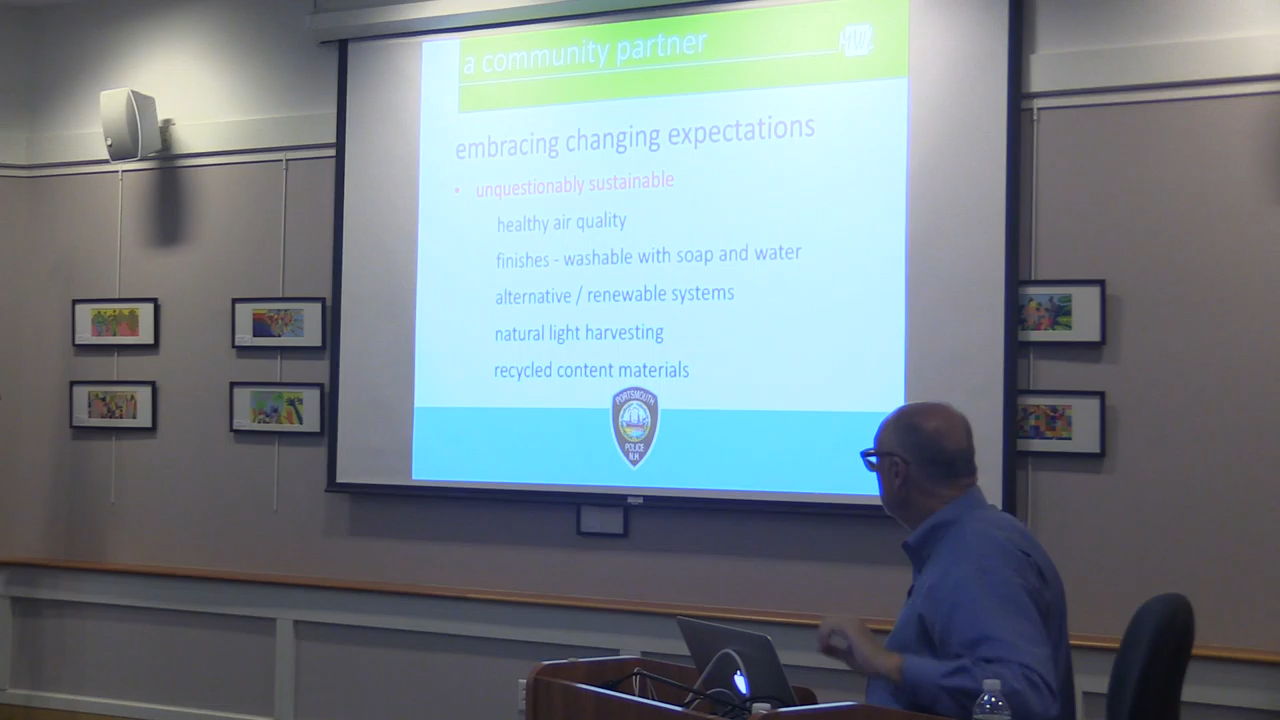 a community partner
embracing changing expectations
• unquestionably sustainable
healthy air quality
finishes - washable with soap and water
alternative / renewable systems
natural light harvesting
recycled content materials
PORTSMOUTH
POLICE
N.H